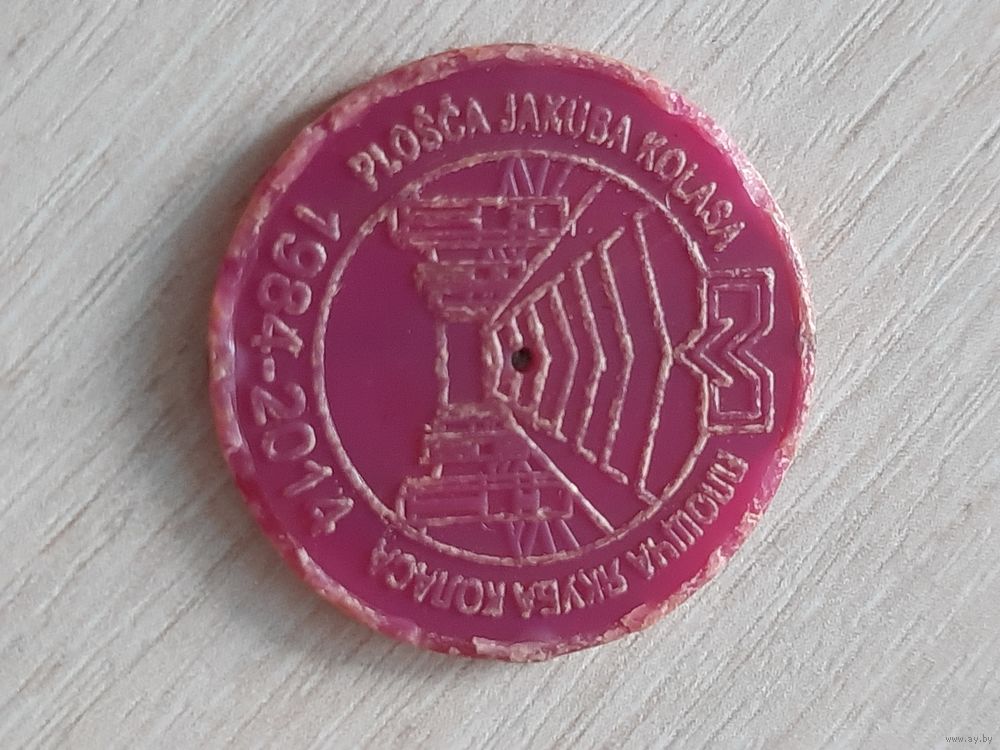 PLOŠČA JAKUBA KOLASA
М
ПЛОШЧА ЯКУБА КОЛАСА
1984-2014
www.ay.by